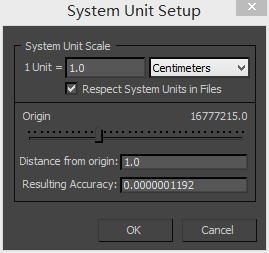 System Unit Setup
System Unit Scale
1 Unit = 1.0 Centimeters
Respect System Units in Files
Origin 16777215.0
Distance from origin: 1.0
Resulting Accuracy: 0.0000001192
OK Cancel